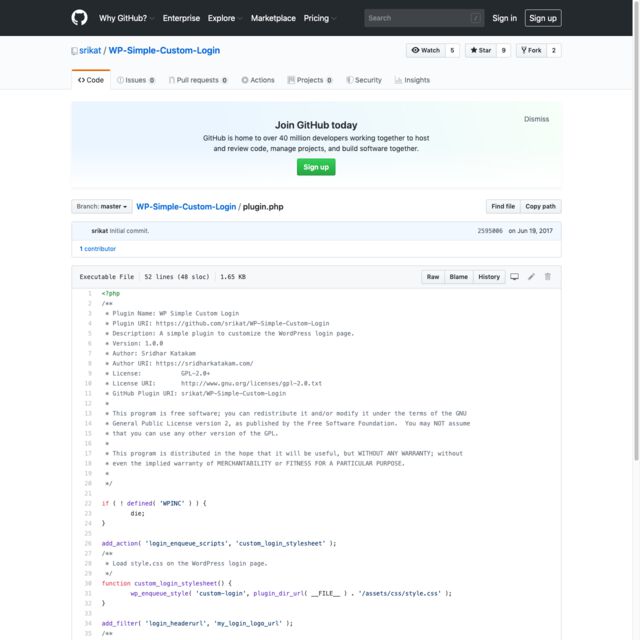 Why GitHub? Enterprise Explore Marketplace Pricing Search / Sign in Sign up
srikat / WP-Simple-Custom-Login Watch 5 Star 9 Fork 2
Code Issues 0 Pull requests 0 Actions Projects 0 Security Insights
Dismiss
Join GitHub today
GitHub is home to over 40 million developers working together to host
and review code, manage projects, and build software together.
Sign up
Branch: master WP-Simple-Custom-Login / plugin.php Find file Copy path
srikat Initial commit. 2595006 on Jun 19, 2017
1 contributor
Executable File 52 lines (48 sloc) 1.65 KB Raw Blame History
1 <?php
2 /**
3 * Plugin Name: WP Simple Custom Login
4 * Plugin URI: https://github.com/srikat/WP-Simple-Custom-Login
5 * Description: A simple plugin to customize the WordPress login page.
6 * Version: 1.0.0
7 * Author: Sridhar Katakam
8 * Author URI: https://sridharkatakam.com/
9 * License: GPL-2.0+
10 * License URI: http://www.gnu.org/licenses/gpl-2.0.txt
11 * GitHub Plugin URI: srikat/WP-Simple-Custom-Login
12 *
13 * This program is free software; you can redistribute it and/or modify it under the terms of the GNU
14 * General Public License version 2, as published by the Free Software Foundation. You may NOT assume
15 * that you can use any other version of the GPL.
16 *
17 * This program is distributed in the hope that it will be useful, but WITHOUT ANY WARRANTY; without
18 * even the implied warranty of MERCHANTABILITY or FITNESS FOR A PARTICULAR PURPOSE.
19 *
20 */
21
22 if ( ! defined( 'WPINC' ) ) {
23 die;
24 }
25
26 add_action( 'login_enqueue_scripts', 'custom_login_stylesheet' );
27 /**
28 * Load style.css on the WordPress login page.
29 */
30 function custom_login_stylesheet() {
31 wp_enqueue_style( 'custom-login', plugin_dir_url( __FILE__ ) . '/assets/css/style.css' );
32 }
33
34 add_filter( 'login_headerurl', 'my_login_logo_url' );
35 /**